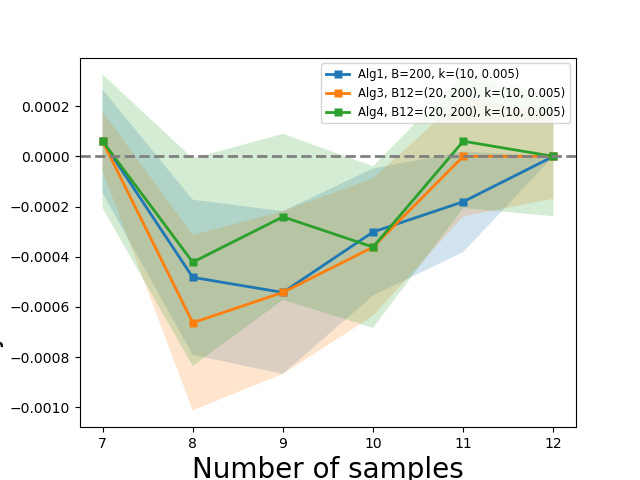 Alg1, B=200, k=(10, 0.005)
Alg3, B12=(20, 200), k=(10, 0.005)
Alg4, B12=(20, 200), k=(10, 0.005)
0.0002
0.0000
−0.0002
−0.0004
−0.0006
−0.0008
−0.0010
7 8 9 10 11 12
Number of samples